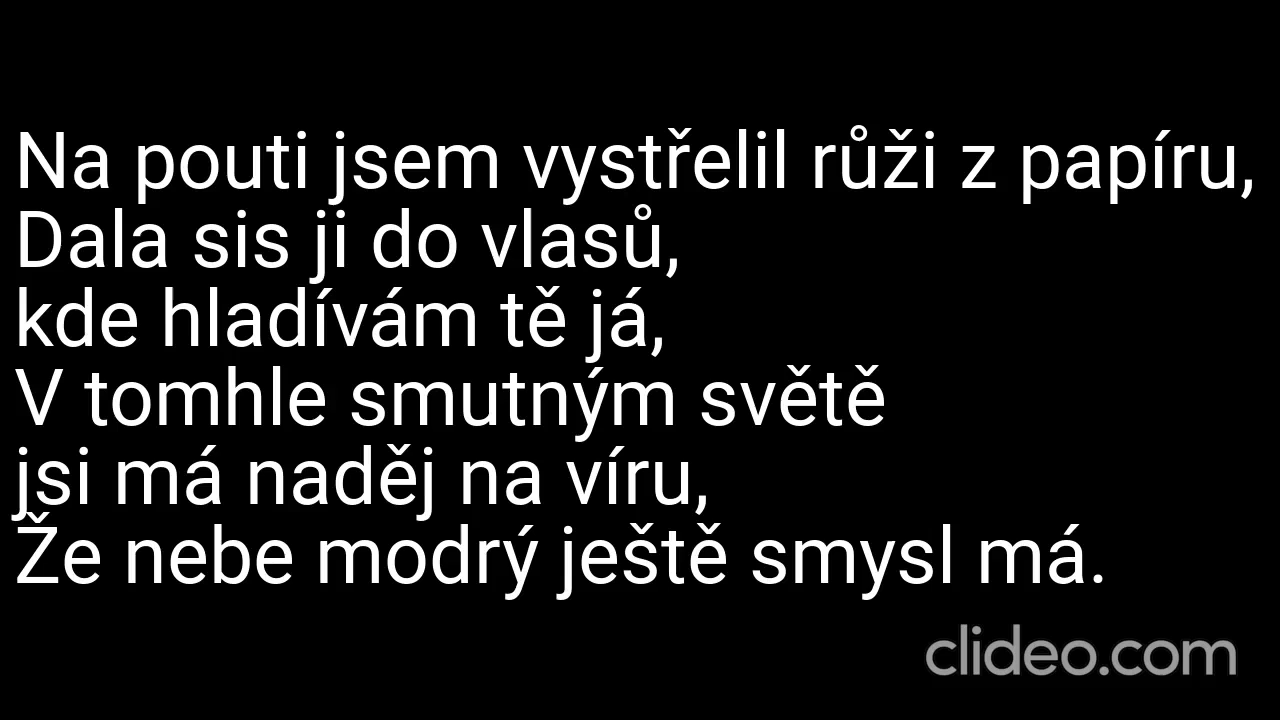 Na pouti jsem vystřelil růži z papíru,
Dala sis ji do vlasů,
kde hladívám tě já,
V tomhle smutným světě
jsi má naděj na víru,
Že nebe modrý ještě smysl má.
clideo.com